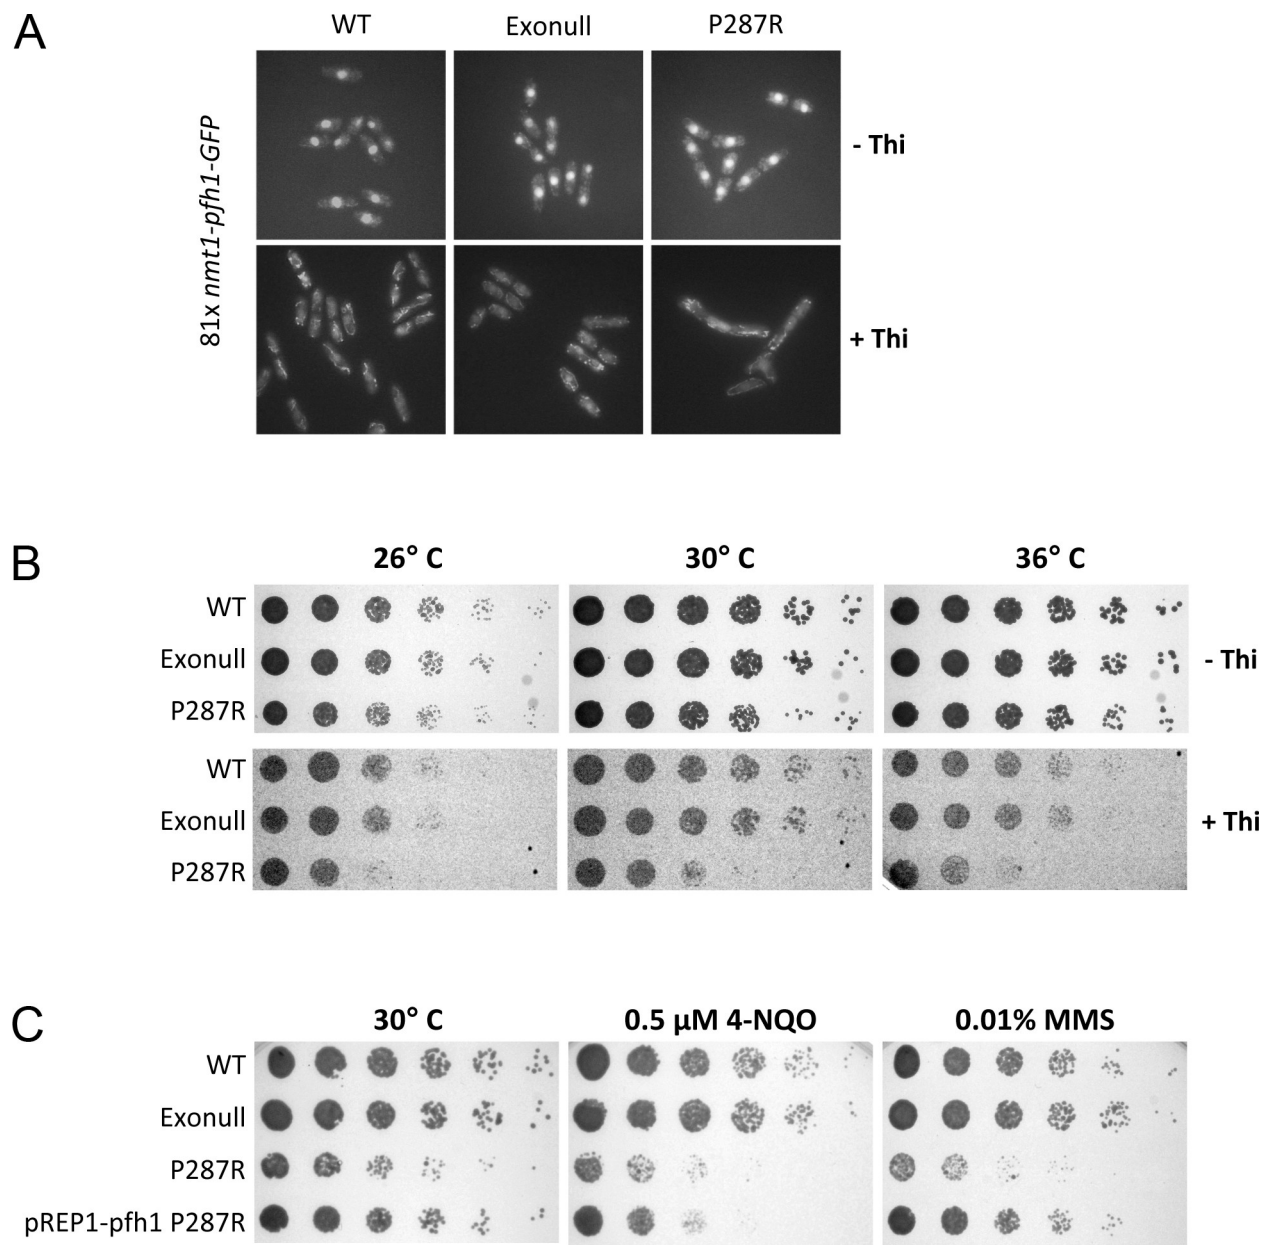 A
WT
Exonull
P287R
81x nmt1-pfh1-GFP
- Thi
+ Thi
B
26° C
30° C
36° C
WT
Exonull
P287R
- Thi
WT
Exonull
P287R
+ Thi
C
30° C
0.5 µM 4-NQO
0.01% MMS
WT
Exonull
P287R
pREP1-pfh1 P287R